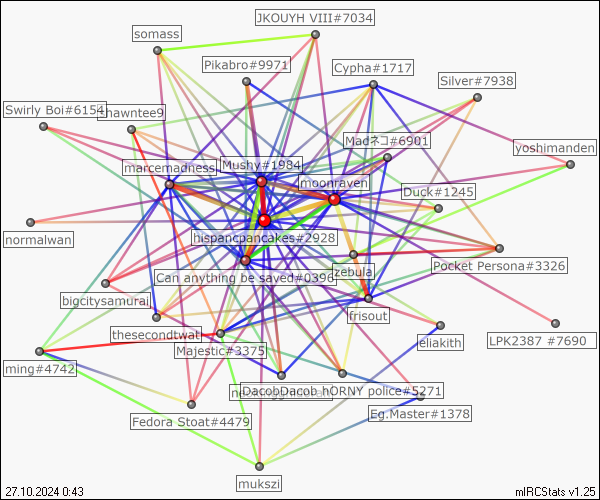 JKOUYH VIII#7034
somass
Pikabro#9971
Cypha#1717
Silver#7938
Swirly Boi#6154
shawntee9
Madネコ#6901
yoshimanden
marcemadness
Mushy#1984
moonraven
Duck#1245
normalwan
hispancpancakes#2928
Can anything be saved#0396
zebula
Pocket Persona#3326
bigcitysamurai
frisout
thesecondtwat
Majestic#3375
eliakith
LPK2387 #7690
ming#4742
DacobDacob hORNY police#5271
Eg.Master#1378
Fedora Stoat#4479
mukszi
27.10.2024 0:43
mIRCStats v1.25